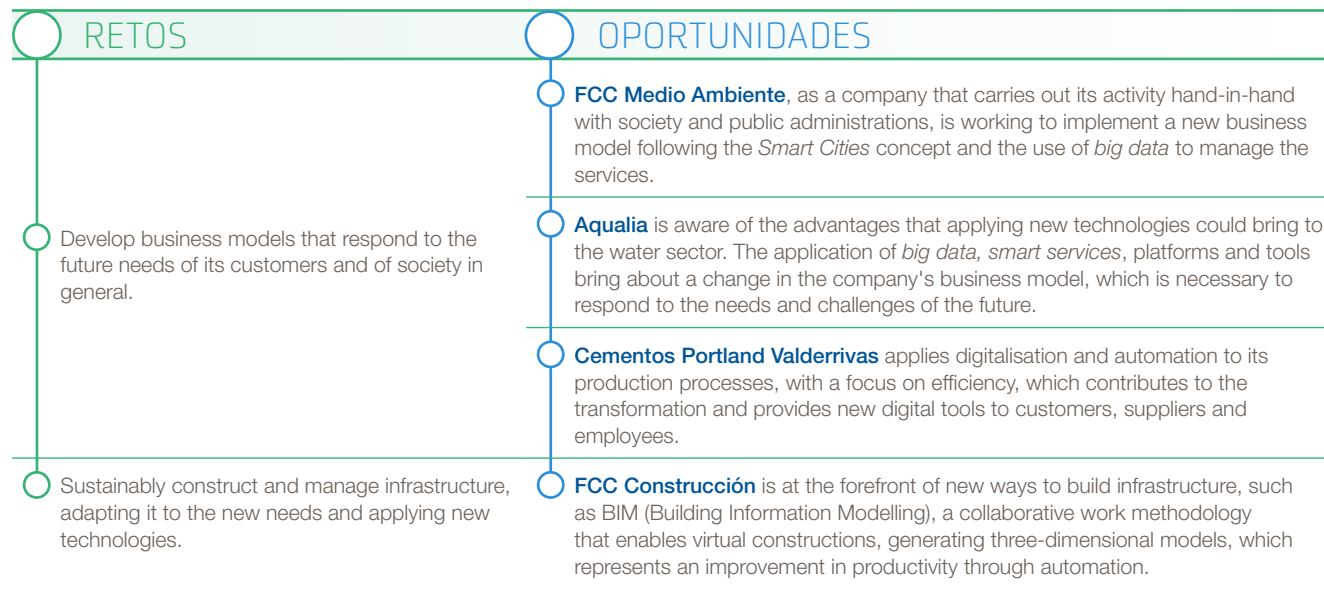 RETOS
OPORTUNIDADES
Develop business models that respond to the
future needs of its customers and of society in
general.
FCC Medio Ambiente, as a company that carries out its activity hand-in-hand
with society and public administrations, is working to implement a new business
model following the Smart Cities concept and the use of big data to manage the
services.
Aqualia is aware of the advantages that applying new technologies could bring to
the water sector. The application of big data, smart services, platforms and tools
bring about a change in the company's business model, which is necessary to
respond to the needs and challenges of the future.
Cementos Portland Valderrivas applies digitalisation and automation to its
production processes, with a focus on efficiency, which contributes to the
transformation and provides new digital tools to customers, suppliers and
employees.
Sustainably construct and manage infrastructure,
adapting it to the new needs and applying new
technologies.
FCC Construcción is at the forefront of new ways to build infrastructure, such
as BIM (Building Information Modelling), a collaborative work methodology
that enables virtual constructions, generating three-dimensional models, which
represents an improvement in productivity through automation.